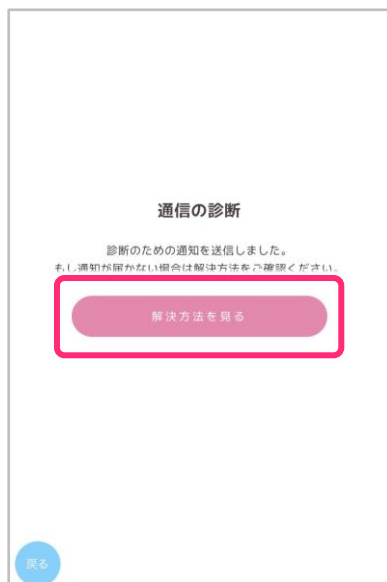 通信の診断
診断のための通知を送信しました。
もし通知が届かない場合は解決方法をご確認ください。
解決方法を見る
戻る